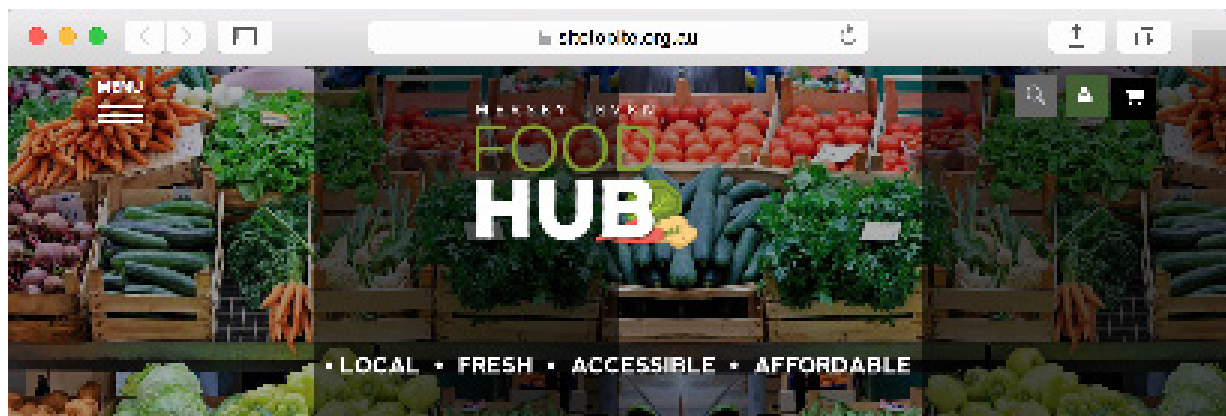 MENU
FOOD
HUB
• LOCAL • FRESH • ACCESSIBLE • AFFORDABLE